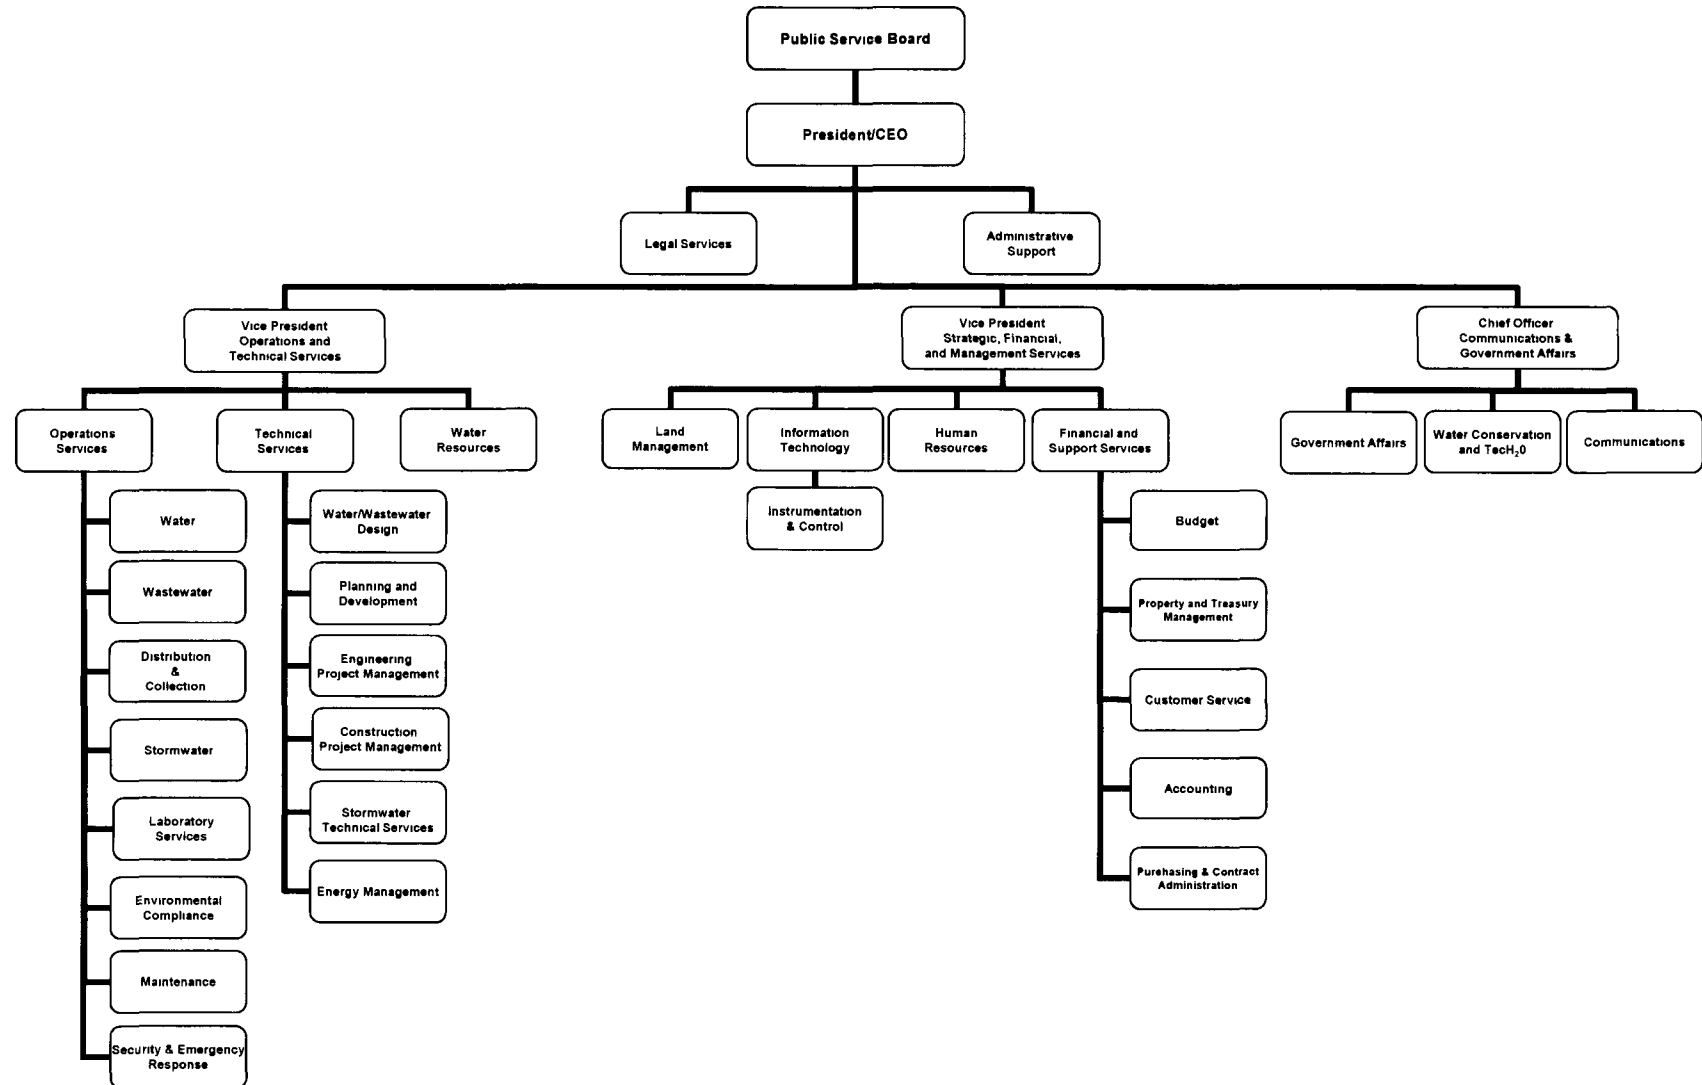 Public Service Board
President/CEO
Legal Services
Administrative
Support
Vice President
Operations and
Technical Services
Vice President
Strategic, Financial,
and Management Services
Chief Officer
Communications &
Government Affairs
Operations
Services
Technical
Services
Water
Resources
Land
Management
Information
Technology
Human
Resources
Financial and
Support Services
Government Affairs
Water Conservation
and TecH₂0
Communications
Water
Wastewater
Distribution
&
Collection
Stormwater
Laboratory
Services
Environmental
Compliance
Maintenance
Security & Emergency
Response
Water/Wastewater
Design
Planning and
Development
Engineering
Project Management
Construction
Project Management
Stormwater
Technical Services
Energy Management
Instrumentation
& Control
Budget
Property and Treasury
Management
Customer Service
Accounting
Purchasing & Contract
Administration